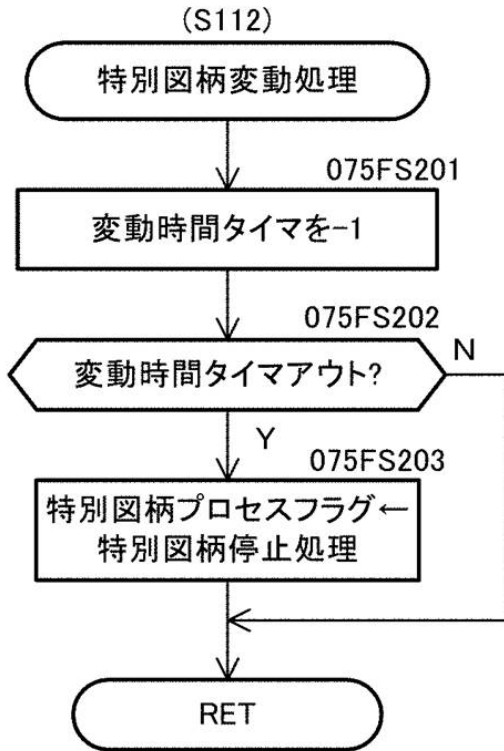 (S112)
特別図柄変動処理
075FS201
変動時間タイマを-1
075FS202
変動時間タイマアウト?
N
Y
075FS203
特別図柄プロセスフラグ←
特別図柄停止処理
RET